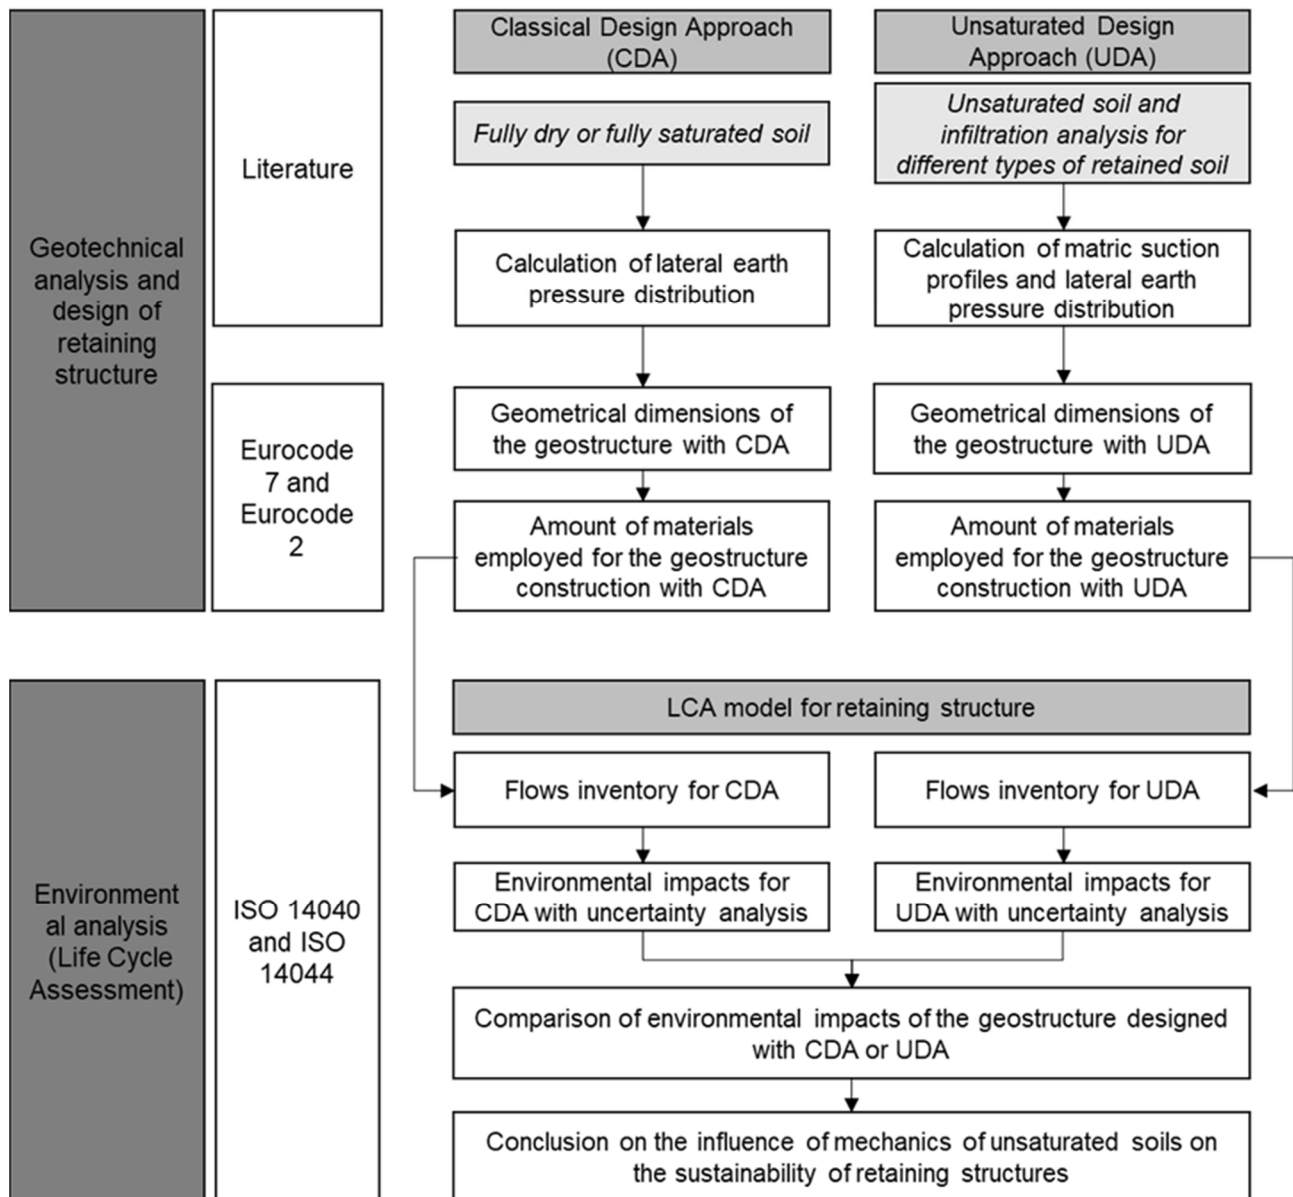 Geotechnical
analysis and
design of
retaining
structure
Literature
Eurocode
7 and
Eurocode
2
Classical Design Approach
(CDA)
Fully dry or fully saturated soil
Calculation of lateral earth
pressure distribution
Geometrical dimensions of
the geostructure with CDA
Amount of materials
employed for the geostructure
construction with CDA
Unsaturated Design
Approach (UDA)
Unsaturated soil and
infiltration analysis for
different types of retained soil
Calculation of matric suction
profiles and lateral earth
pressure distribution
Geometrical dimensions of
the geostructure with UDA
Amount of materials
employed for the geostructure
construction with UDA
Environment
al analysis
(Life Cycle
Assessment)
ISO 14040
and ISO
14044
LCA model for retaining structure
Flows inventory for CDA
Environmental impacts for
CDA with uncertainty analysis
Flows inventory for UDA
Environmental impacts for
UDA with uncertainty analysis
Comparison of environmental impacts of the geostructure designed
with CDA or UDA
Conclusion on the influence of mechanics of unsaturated soils on
the sustainability of retaining structures